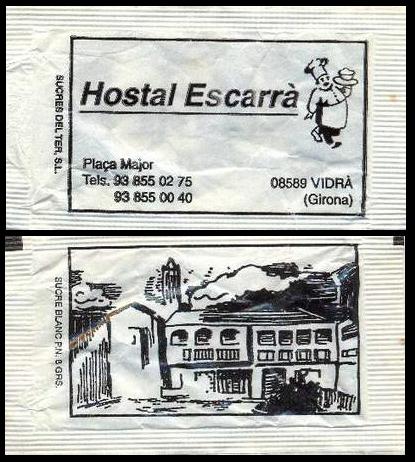 SUCRES DEL TER, S.L.
Hostal Escarrà
Plaça Major
Tels. 93 855 02 75
93 855 00 40
08589 VIDRÀ
(Girona)
SUCRE BLANC P.N. 8 GRS.